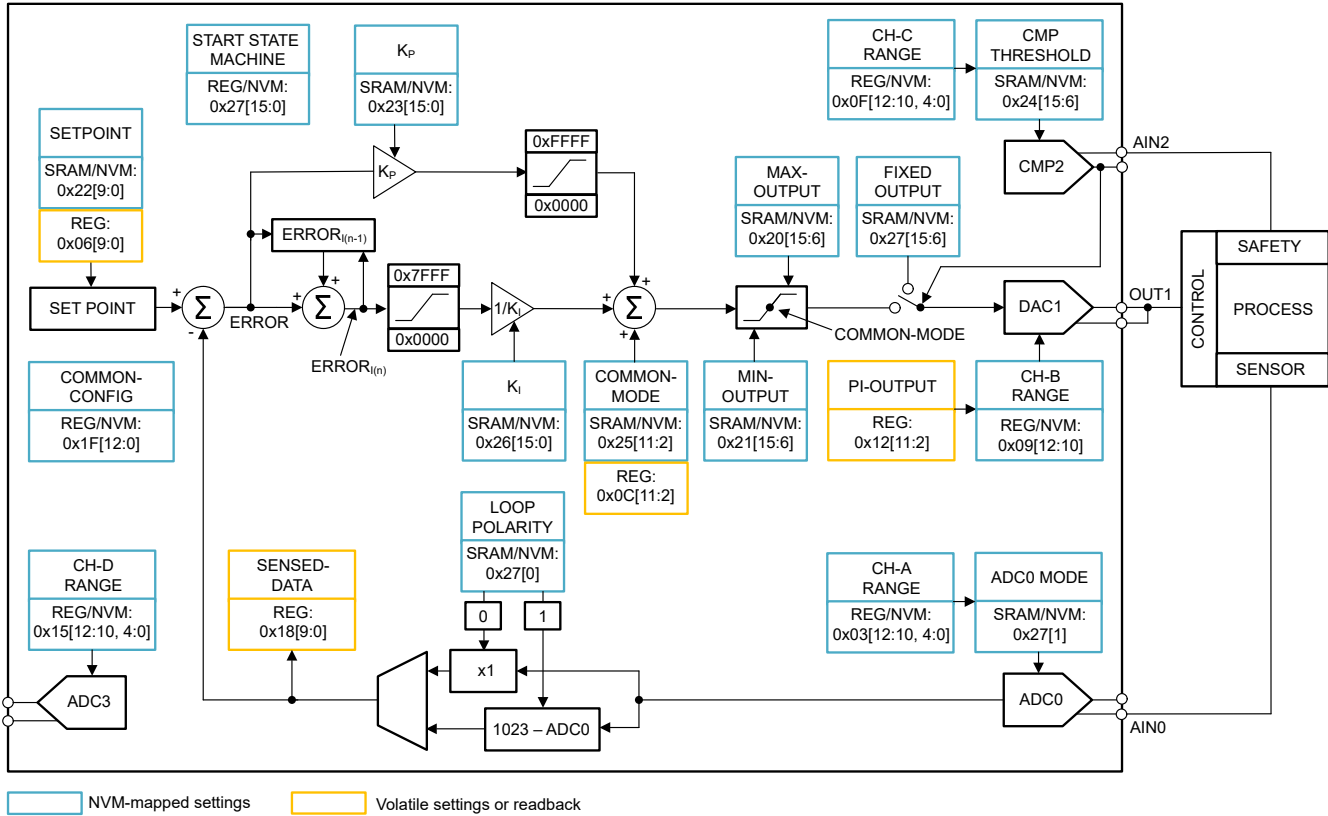 START STATE
MACHINE
REG/NVM:
0x27[15:0]
KP
SRAM/NVM:
0x23[15:0]
CH-C
RANGE
REG/NVM:
0x0F[12:10, 4:0]
CMP
THRESHOLD
SRAM/NVM:
0x24[15:6]
SETPOINT
SRAM/NVM:
0x22[9:0]
REG:
0x06[9:0]
SET POINT
KP
0xFFFF
0x0000
MAX-
OUTPUT
SRAM/NVM:
0x20[15:6]
FIXED
OUTPUT
SRAM/NVM:
0x27[15:6]
CMP2
AIN2
+
-
Σ
ERROR
ERRORI(n-1)
+
+
Σ
ERRORI(n)
0x7FFF
0x0000
1/KI
+
+
+
Σ
COMMON-MODE
DAC1
OUT1
CONTROL
SAFETY
PROCESS
SENSOR
COMMON-
CONFIG
REG/NVM:
0x1F[12:0]
KI
SRAM/NVM:
0x26[15:0]
COMMON-
MODE
SRAM/NVM:
0x25[11:2]
REG:
0x0C[11:2]
MIN-
OUTPUT
SRAM/NVM:
0x21[15:6]
PI-OUTPUT
REG:
0x12[11:2]
CH-B
RANGE
REG/NVM:
0x09[12:10]
CH-D
RANGE
REG/NVM:
0x15[12:10, 4:0]
ADC3
SENSED-
DATA
REG:
0x18[9:0]
LOOP
POLARITY
SRAM/NVM:
0x27[0]
0
1
x1
1023 – ADC0
CH-A
RANGE
REG/NVM:
0x03[12:10, 4:0]
ADC0 MODE
SRAM/NVM:
0x27[1]
ADC0
AIN0
NVM-mapped settings
Volatile settings or readback